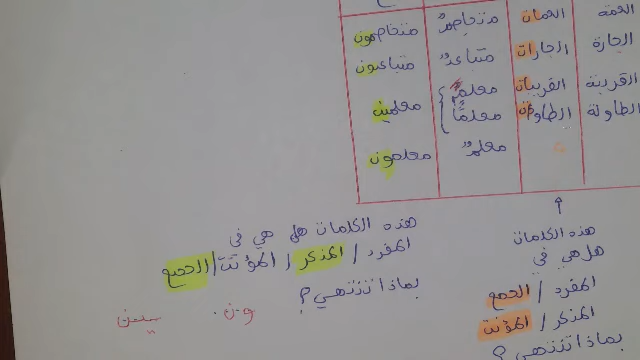 العمة العمات متخاصمٌ متخاصمون
الجارة الجارات متباعدٌ متباعدون
القريبة القريبات معلمٍ
الطاولة الطاولات معلمًا معلمين
معلمٌ معلمون
هذه الكلمات هل هي في
المفرد / المذكر / المؤنث / الجمع
بماذا تنتهي؟ ون. ين
هذه الكلمات
هل هي في
المفرد / الجمع
المذكر / المؤنث
بماذا تنتهي؟